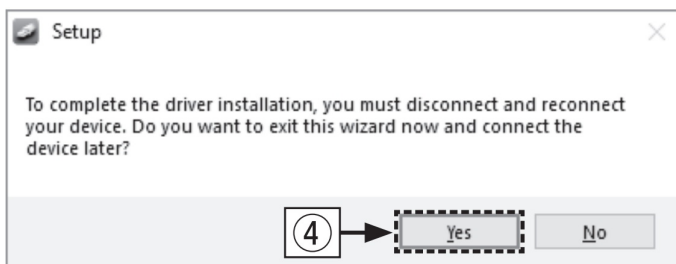 Setup
To complete the driver installation, you must disconnect and reconnect
your device. Do you want to exit this wizard now and connect the
device later?
④
Yes
No